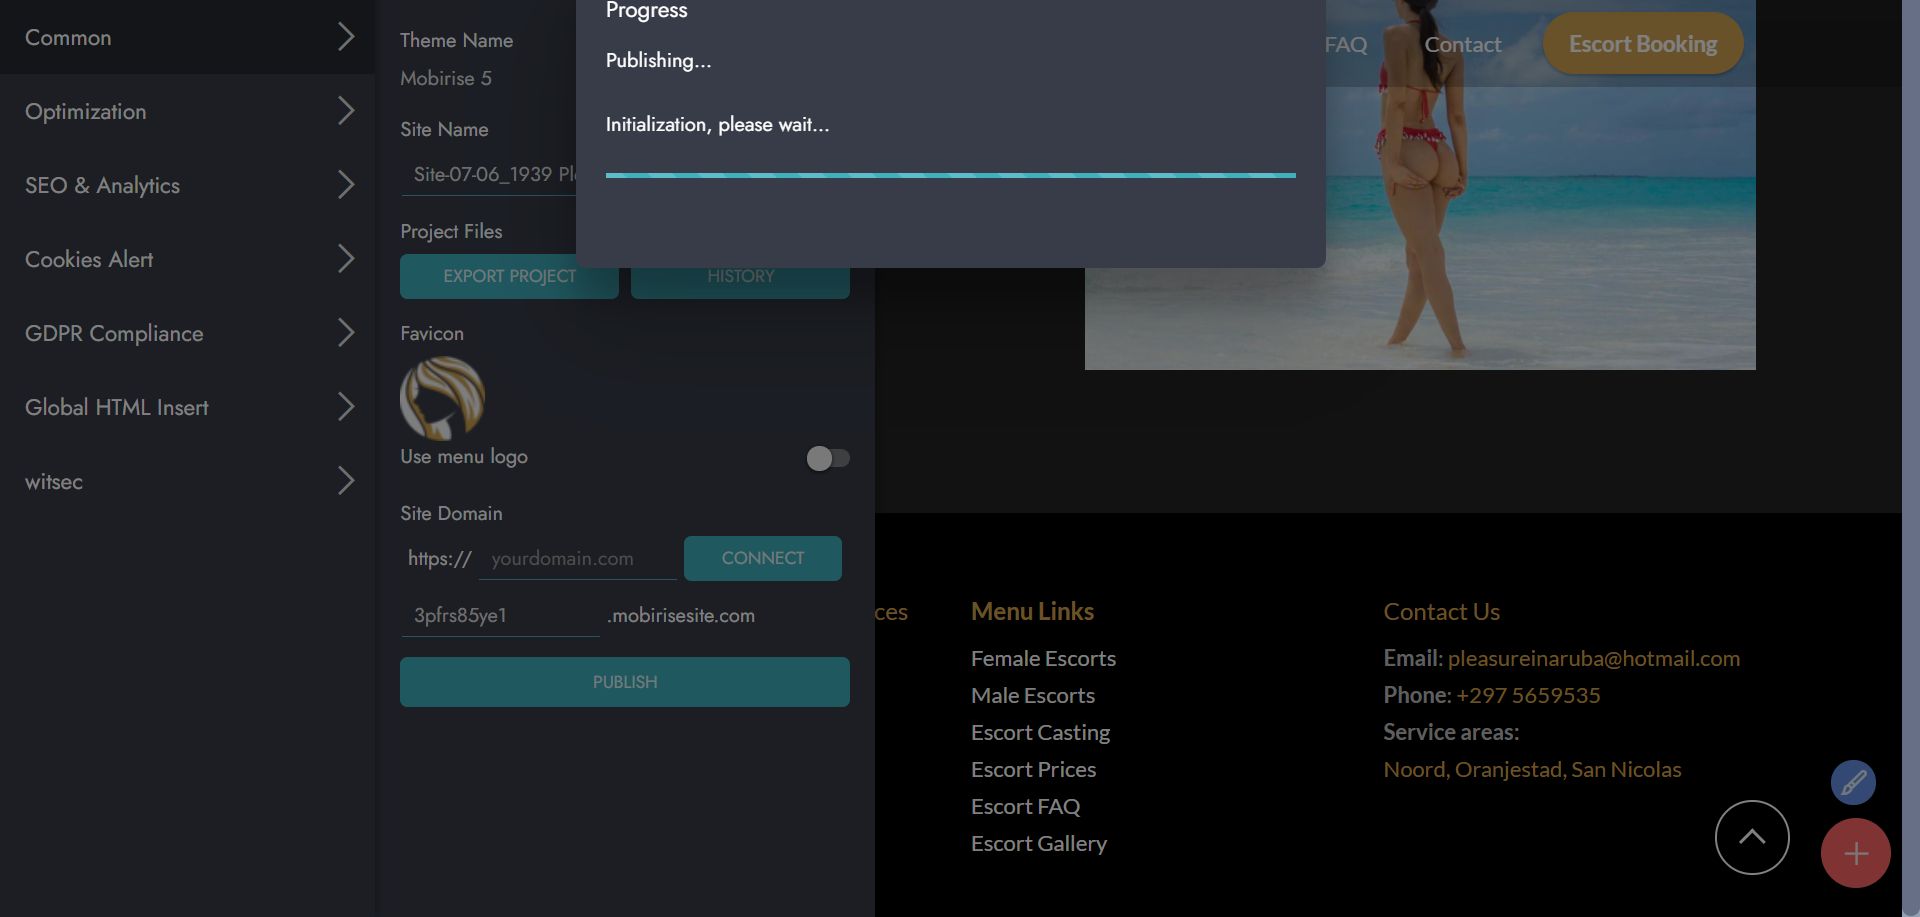 Common
Optimization
SEO & Analytics
Cookies Alert
GDPR Compliance
Global HTML Insert
witsec
Theme Name
Mobirise 5
Site Name
Site-07-06_1939
Project Files
EXPORT PROJECT
HISTORY
Favicon
Use menu logo
Site Domain
https://
yourdomain.com
CONNECT
3pfrs85ye1
.mobirisesite.com
PUBLISH
Progress
Publishing...
Initialization, please wait...
FAQ
Contact
Escort Booking
Menu Links
Female Escorts
Male Escorts
Escort Casting
Escort Prices
Escort FAQ
Escort Gallery
Contact Us
Email: pleasureinaruba@hotmail.com
Phone: +297 5659535
Service areas:
Noord, Oranjestad, San Nicolas